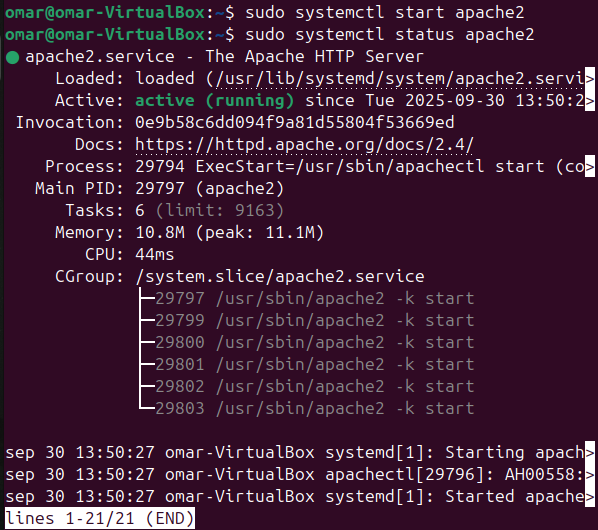 omar@omar-VirtualBox:~$ sudo systemctl start apache2
omar@omar-VirtualBox:~$ sudo systemctl status apache2
● apache2.service - The Apache HTTP Server
     Loaded: loaded (/usr/lib/systemd/system/apache2.servi>
     Active: active (running) since Tue 2025-09-30 13:50:2>
 Invocation: 0e9b58c6dd094f9a81d55804f53669ed
       Docs: https://httpd.apache.org/docs/2.4/
    Process: 29794 ExecStart=/usr/sbin/apachectl start (co>
   Main PID: 29797 (apache2)
      Tasks: 6 (limit: 9163)
     Memory: 10.8M (peak: 11.1M)
        CPU: 44ms
     CGroup: /system.slice/apache2.service
             ├─29797 /usr/sbin/apache2 -k start
             ├─29799 /usr/sbin/apache2 -k start
             ├─29800 /usr/sbin/apache2 -k start
             ├─29801 /usr/sbin/apache2 -k start
             ├─29802 /usr/sbin/apache2 -k start
             └─29803 /usr/sbin/apache2 -k start
sep 30 13:50:27 omar-VirtualBox systemd[1]: Starting apach>
sep 30 13:50:27 omar-VirtualBox apachectl[29796]: AH00558:>
sep 30 13:50:27 omar-VirtualBox systemd[1]: Started apache>
lines 1-21/21 (END)